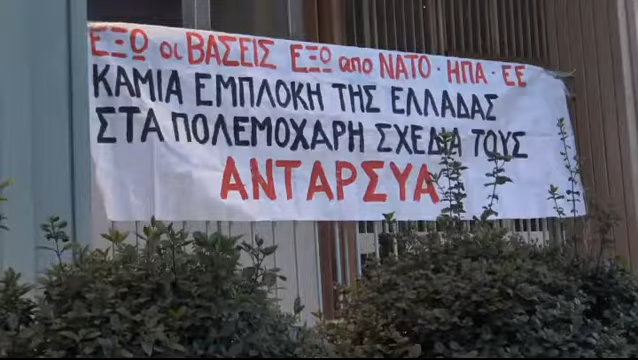 ΕΞΩ οι ΒΑΣΕΙΣ ΕΞΩ απο ΝΑΤΟ · ΗΠΑ · ΕΕ
ΚΑΜΙΑ ΕΜΠΛΟΚΗ ΤΗΣ ΕΛΛΑΔΑΣ
ΣΤΑ ΠΟΛΕΜΟΧΑΡΗ ΣΧΕΔΙΑ ΤΟΥΣ
ΑΝΤΑΡΣΥΑ